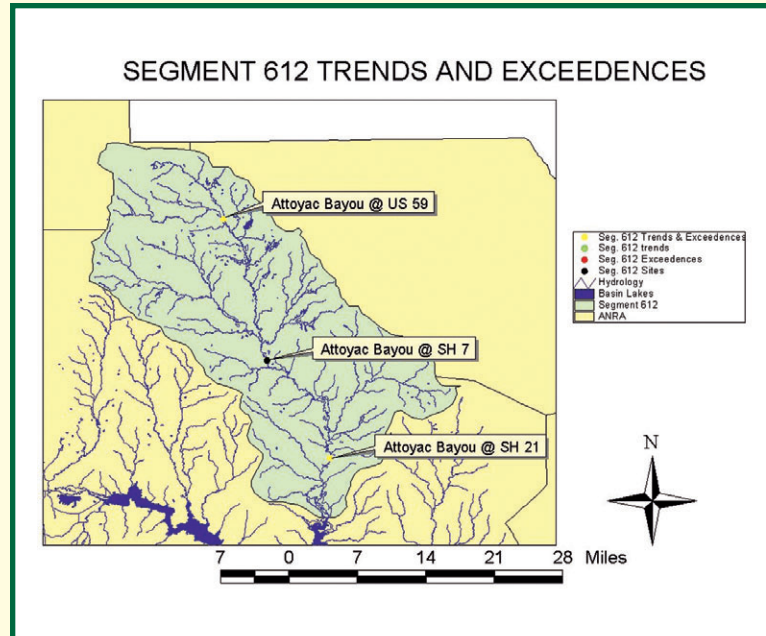 SEGMENT 612 TRENDS AND EXCEEDENCES
Attoyac Bayou @ US 59
Attoyac Bayou @ SH 7
Attoyac Bayou @ SH 21
Seg. 612 Trends & Exceedences
Seg. 612 trends
Seg. 612 Exceedences
Seg. 612 Sites
Hydrology
Basin Lakes
Segment 612
ANRA
N
7 0 7 14 21 28 Miles